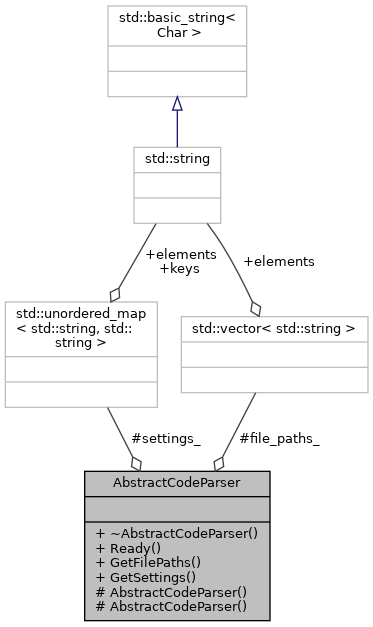 std::basic_string<
Char >
std::string
+elements
+keys
+elements
std::unordered_map
< std::string, std::
string >
std::vector< std::string >
#settings_
#file_paths_
AbstractCodeParser
+ ~AbstractCodeParser()
+ Ready()
+ GetFilePaths()
+ GetSettings()
# AbstractCodeParser()
# AbstractCodeParser()